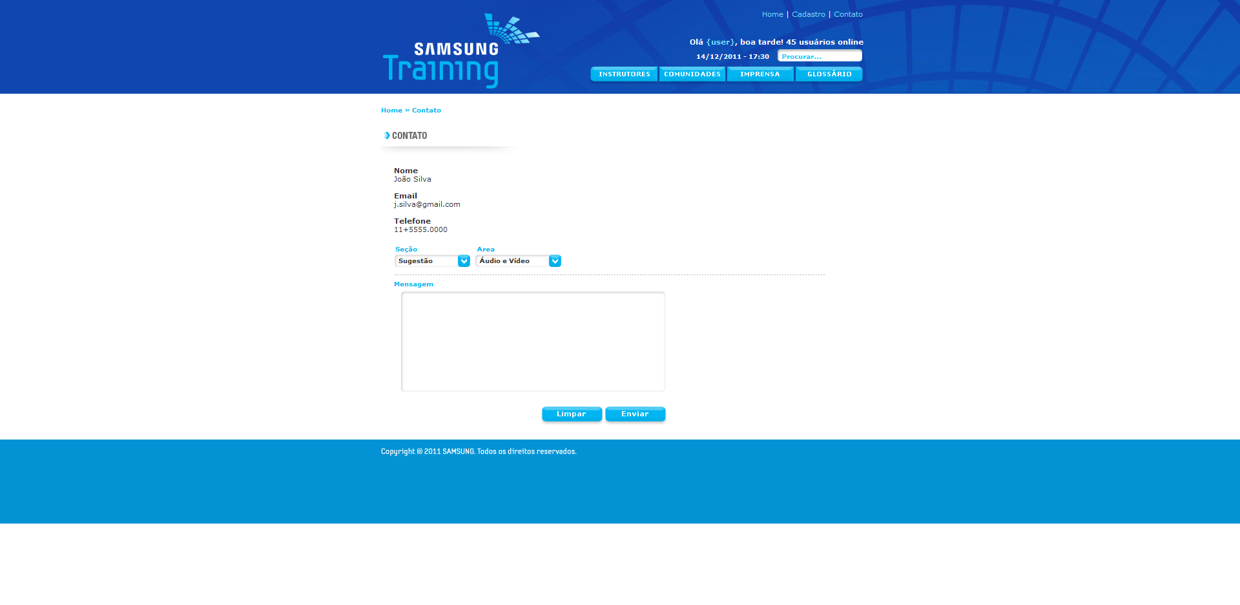 Home | Cadastro | Contato
SAMSUNG
Training
Olá {user}, boa tarde! 45 usuários online
14/12/2011 - 17:30 Procurar...
INSTRUTORES COMUNIDADES IMPRENSA GLOSSÁRIO
Home » Contato
CONTATO
Nome
João Silva
Email
j.silva@gmail.com
Telefone
11+5555.0000
Seção Area
Sugestão Áudio e Vídeo
Mensagem
Limpar Enviar
Copyright © 2011 SAMSUNG. Todos os direitos reservados.